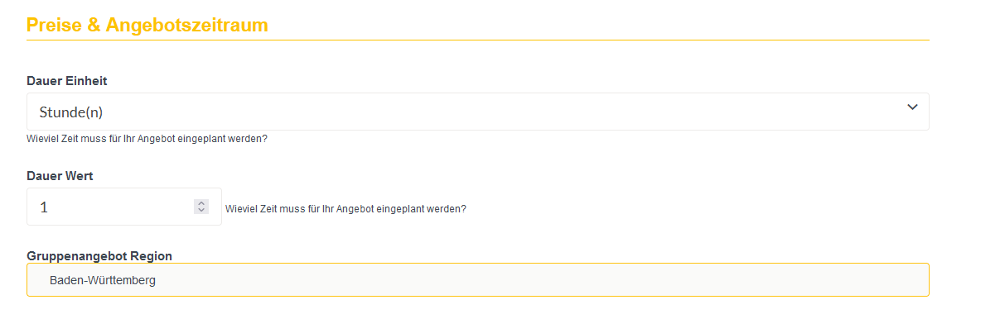 Preise & Angebotszeitraum
Dauer Einheit
Stunde(n)
Wieviel Zeit muss für Ihr Angebot eingeplant werden?
Dauer Wert
1
Wieviel Zeit muss für Ihr Angebot eingeplant werden?
Gruppenangebot Region
Baden-Württemberg